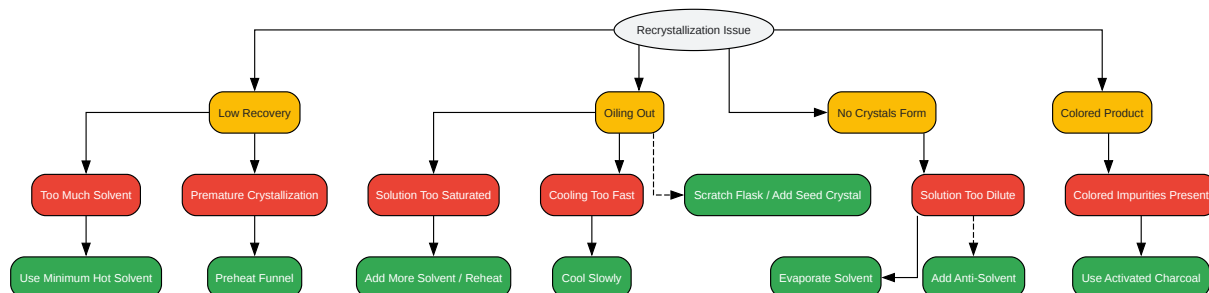 Recrystallization Issue
Low Recovery
Oiling Out
No Crystals Form
Colored Product
Too Much Solvent
Premature Crystallization
Solution Too Saturated
Cooling Too Fast
Scratch Flask / Add Seed Crystal
Solution Too Dilute
Colored Impurities Present
Use Minimum Hot Solvent
Preheat Funnel
Add More Solvent / Reheat
Cool Slowly
Evaporate Solvent
Add Anti-Solvent
Use Activated Charcoal